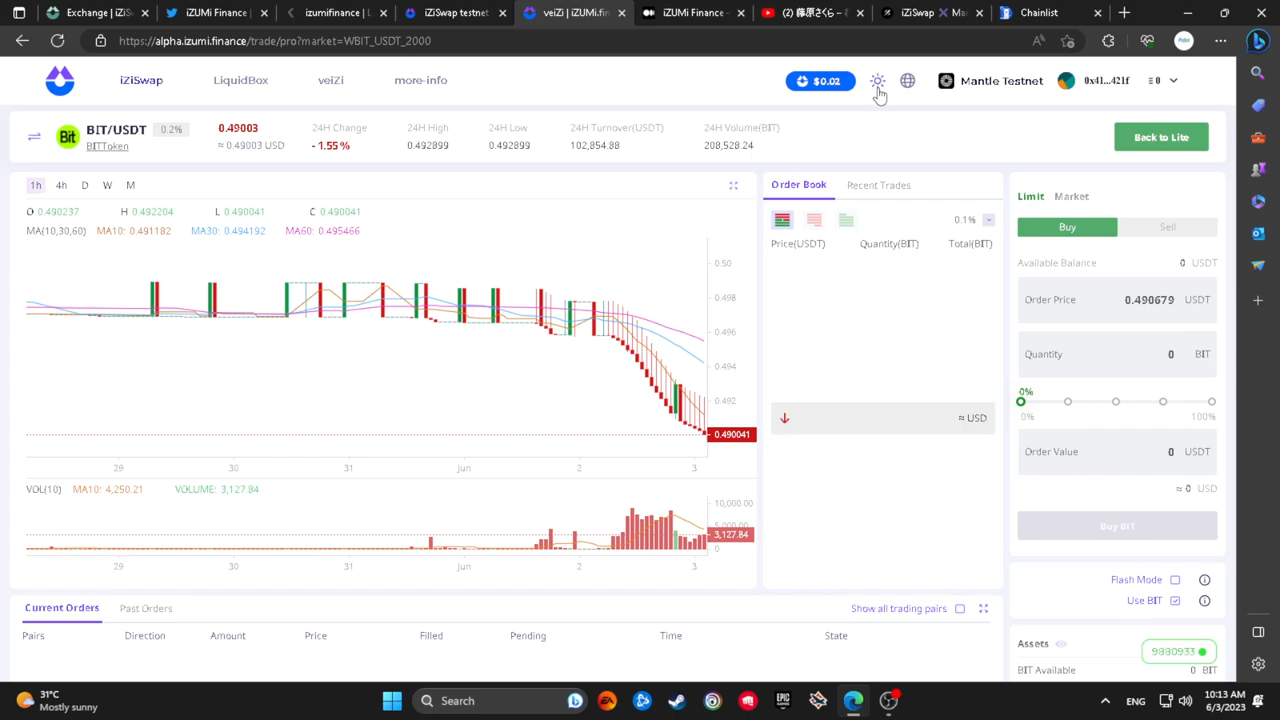 Exchange | iZiS
Twitter / iZUMi
izumifinance | L
iZiSwap testnet
veiZi | iZUMi.fin
iZUMi Finance
(2) 藤原さくら -
iZiSwap X Ma
Chainlist
https://alpha.izumi.finance/trade/pro?market=WBIT_USDT_2000
iZiSwap LiquidBox veiZi more-info $0.02 Mantle Testnet 0x41...421f ≡ 0
BIT/USDT 0.2% 0.49003 24H Change 24H High 24H Low 24H Turnover(USDT) 24H Volume(BIT)
BITToken ≈ 0.49003 USD - 1.55 % 0.492899 0.492899 102,854.88 208,528.24
Back to Lite
1h 4h D W M
O 0.490237 H 0.492204 L 0.490041 C 0.490041
MA(10,30,60) MA10: 0.491182 MA30: 0.494192 MA60: 0.495466
0.50
0.498
0.496
0.494
0.492
0.490041
29 30 31 Jun 2 3
VOL(10) MA10: 4,250.21 VOLUME: 3,127.84
10,000.00
5,000.00
3,127.84
0
29 30 31 Jun 2 3
Order Book Recent Trades
0.1%
Price(USDT) Quantity(BIT) Total(BIT)
≈ USD
Limit Market
Buy Sell
Available Balance 0 USDT
Order Price 0.490679 USDT
Quantity 0 BIT
0%
0% 100%
Order Value 0 USDT
≈ 0 USD
Buy BIT
Flash Mode
Use BIT
Assets
9880933
BIT Available 0 BIT
Current Orders Past Orders Show all trading pairs
Pairs Direction Amount Price Filled Pending Time State
31°C
Mostly sunny
Search
EPIC
GAMES
ENG
10:13 AM
6/3/2023